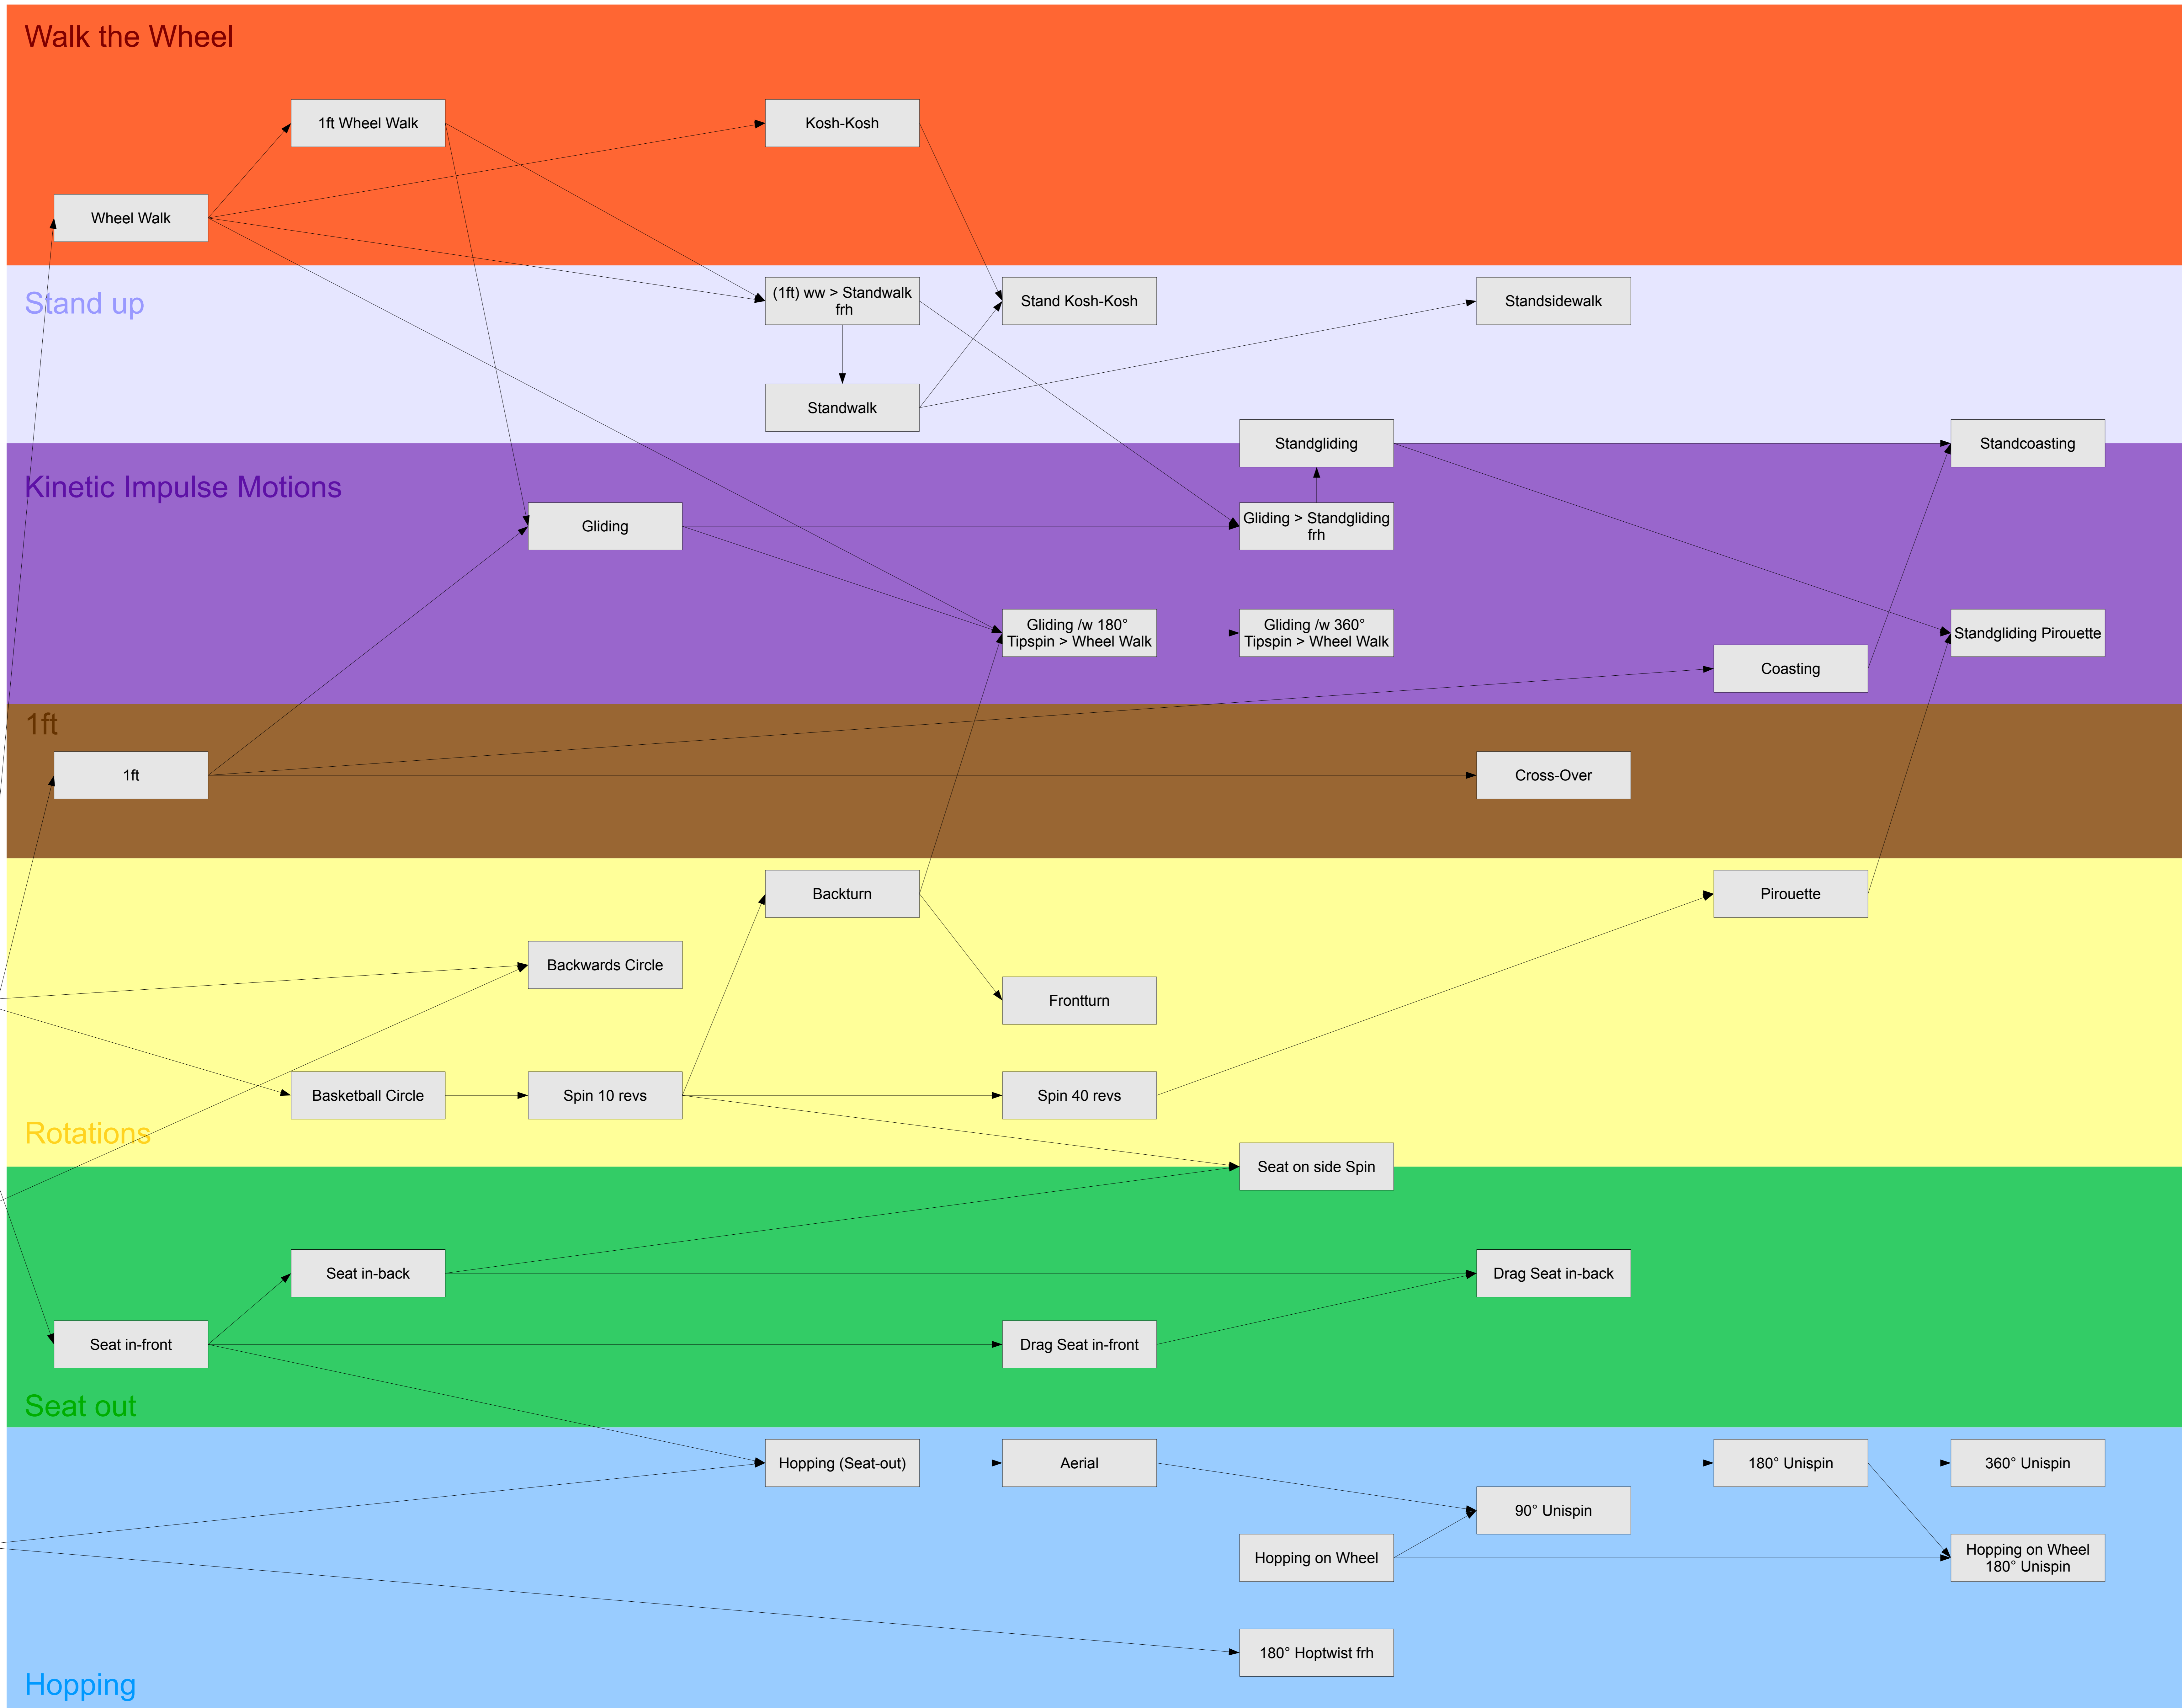 Walk the Wheel
1ft Wheel Walk
Kosh-Kosh
Wheel Walk
Stand up
(1ft) ww > Standwalk
frh
Stand Kosh-Kosh
Standsidewalk
Standwalk
Standgliding
Standcoasting
Kinetic Impulse Motions
Gliding
Gliding > Standgliding
frh
Gliding /w 180°
Tipspin > Wheel Walk
Gliding /w 360°
Tipspin > Wheel Walk
Standgliding Pirouette
Coasting
1ft
1ft
Cross-Over
Backturn
Pirouette
Backwards Circle
Frontturn
Basketball Circle
Spin 10 revs
Spin 40 revs
Rotations
Seat on side Spin
Seat in-back
Drag Seat in-back
Seat in-front
Drag Seat in-front
Seat out
Hopping (Seat-out)
Aerial
180° Unispin
360° Unispin
90° Unispin
Hopping on Wheel
Hopping on Wheel
180° Unispin
180° Hoptwist frh
Hopping